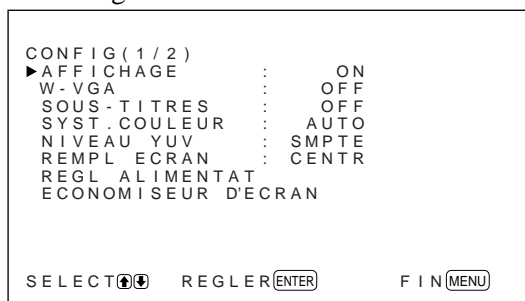 CONFIG(1/2)
▶AFFICHAGE : ON
W-VGA : OFF
SOUS-TITRES : OFF
SYST.COULEUR : AUTO
NIVEAU YUV : SMPTE
REMPL ECRAN : CENTR
REGL ALIMENTAT
ECONOMISEUR D'ECRAN
SELECT REGLER ENTER FIN MENU